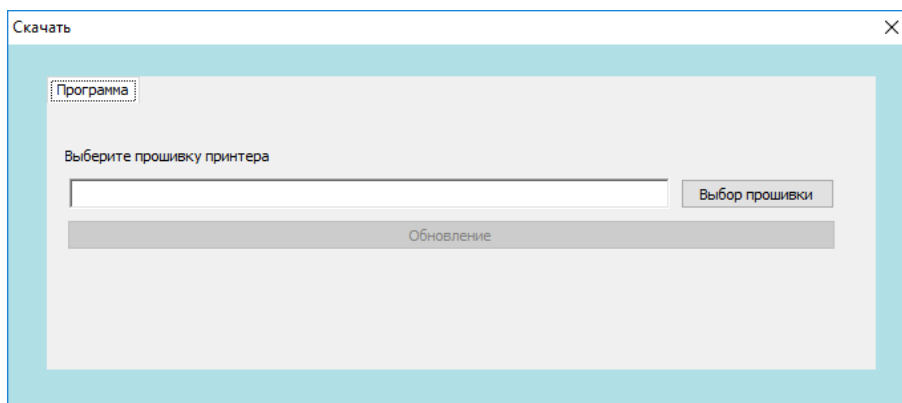 Скачать
Программа
Выберите прошивку принтера
Выбор прошивки
Обновление